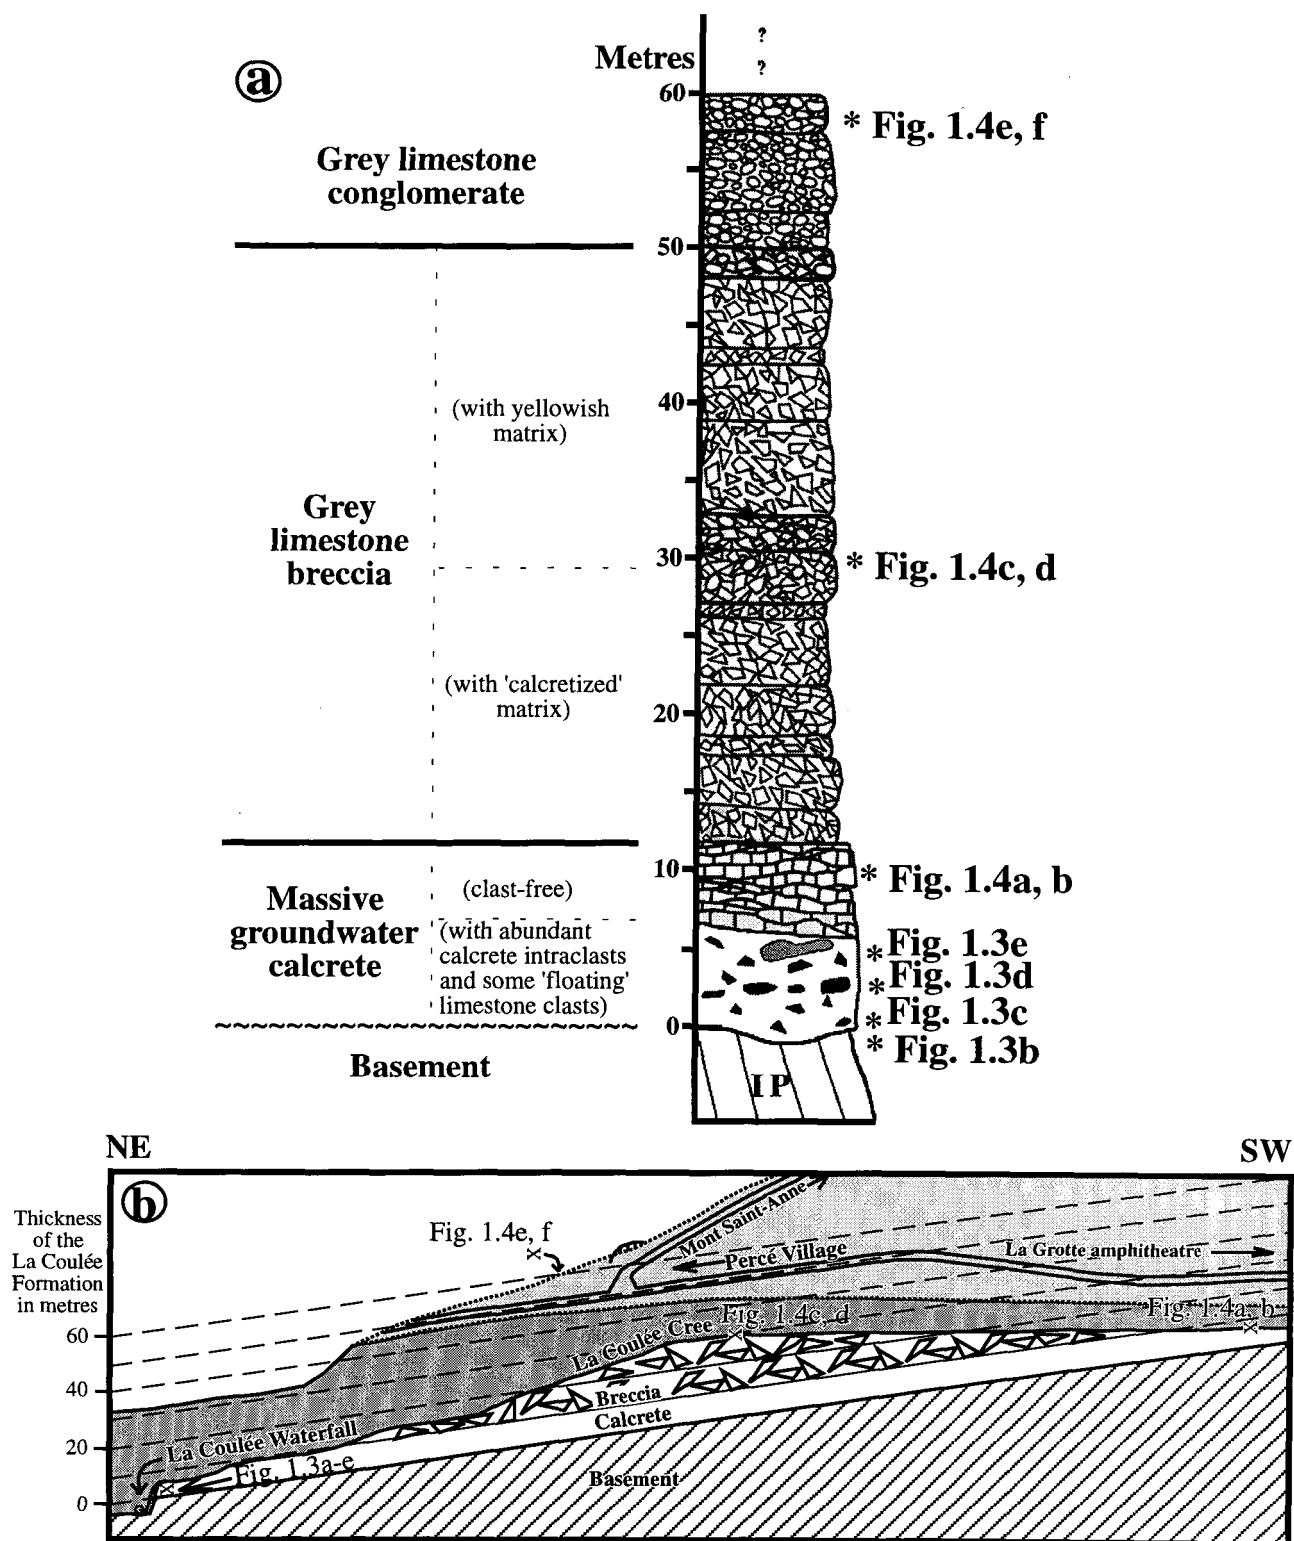 a
Metres
?
?
60
* Fig. 1.4e, f
Grey limestone
conglomerate
50
40
(with yellowish
matrix)
Grey
limestone
breccia
30
* Fig. 1.4c, d
(with 'calcretized'
matrix)
20
10
* Fig. 1.4a, b
Massive
groundwater
calcrete
(clast-free)
(with abundant
calcrete intraclasts
and some 'floating'
limestone clasts)
* Fig. 1.3e
* Fig. 1.3d
* Fig. 1.3c
0
* Fig. 1.3b
Basement
IP
NE
SW
b
Thickness
of the
La Coulée
Formation
in metres
60
40
20
0
Fig. 1.4e, f
x
Mont Saint-Anne
Percé Village
La Grotte amphitheatre
Fig. 1.4c, d
x
Fig. 1.4a, b
x
La Coulée Cree
Breccia
Calcrete
La Coulée Waterfall
Fig. 1.3a-e
x
Basement